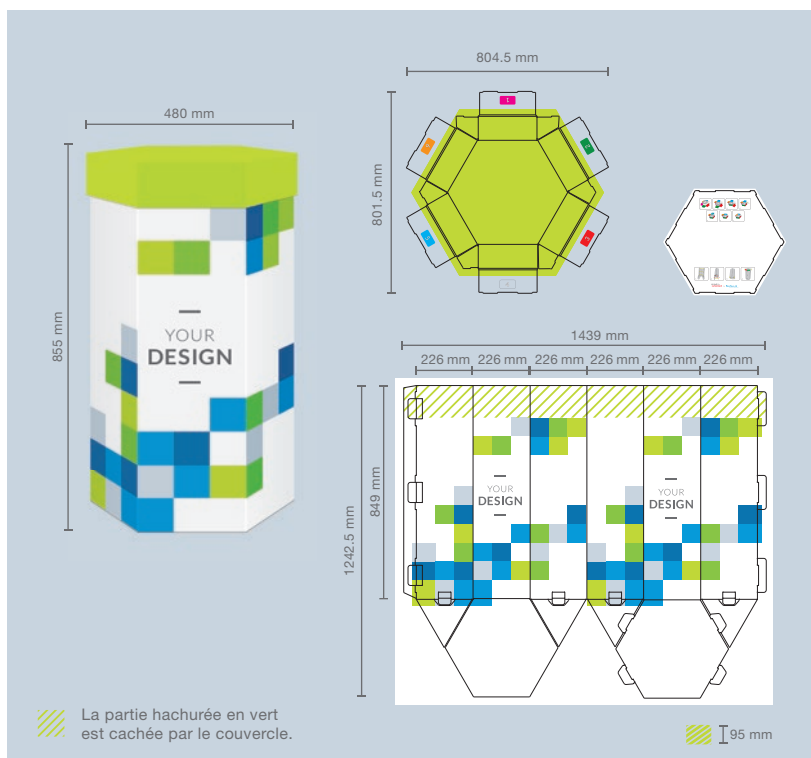 804.5 mm
480 mm
801.5 mm
855 mm
YOUR
DESIGN
1439 mm
226 mm 226 mm 226 mm 226 mm 226 mm 226 mm
849 mm
1242.5 mm
YOUR
DESIGN
YOUR
DESIGN
La partie hachurée en vert
est cachée par le couvercle.
95 mm